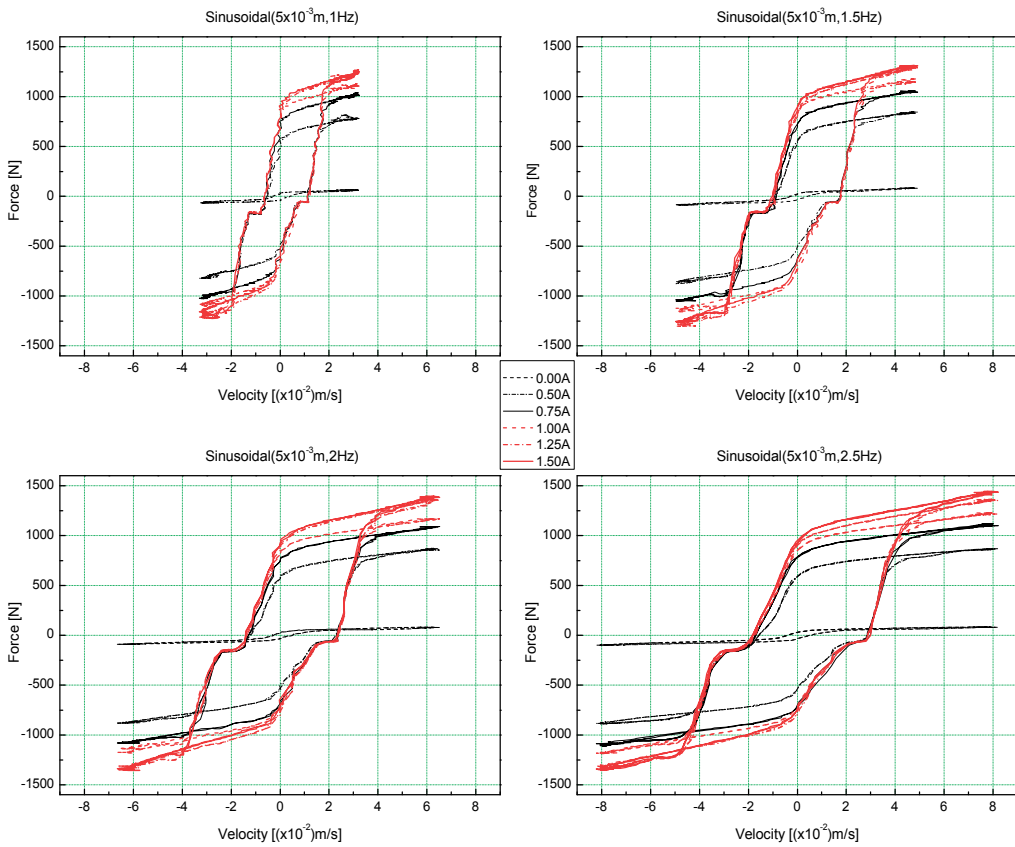 Sinusoidal(5x10⁻³m,1Hz)
1500
1000
500
0
-500
-1000
-1500
Force [N]
-8 -6 -4 -2 0 2 4 6 8
Velocity [(x10⁻²)m/s]
Sinusoidal(5x10⁻³m,1.5Hz)
1500
1000
500
0
-500
-1000
-1500
Force [N]
-8 -6 -4 -2 0 2 4 6 8
Velocity [(x10⁻²)m/s]
0.00A
0.50A
0.75A
1.00A
1.25A
1.50A
Sinusoidal(5x10⁻³m,2Hz)
1500
1000
500
0
-500
-1000
-1500
Force [N]
-8 -6 -4 -2 0 2 4 6 8
Velocity [(x10⁻²)m/s]
Sinusoidal(5x10⁻³m,2.5Hz)
1500
1000
500
0
-500
-1000
-1500
Force [N]
-8 -6 -4 -2 0 2 4 6 8
Velocity [(x10⁻²)m/s]